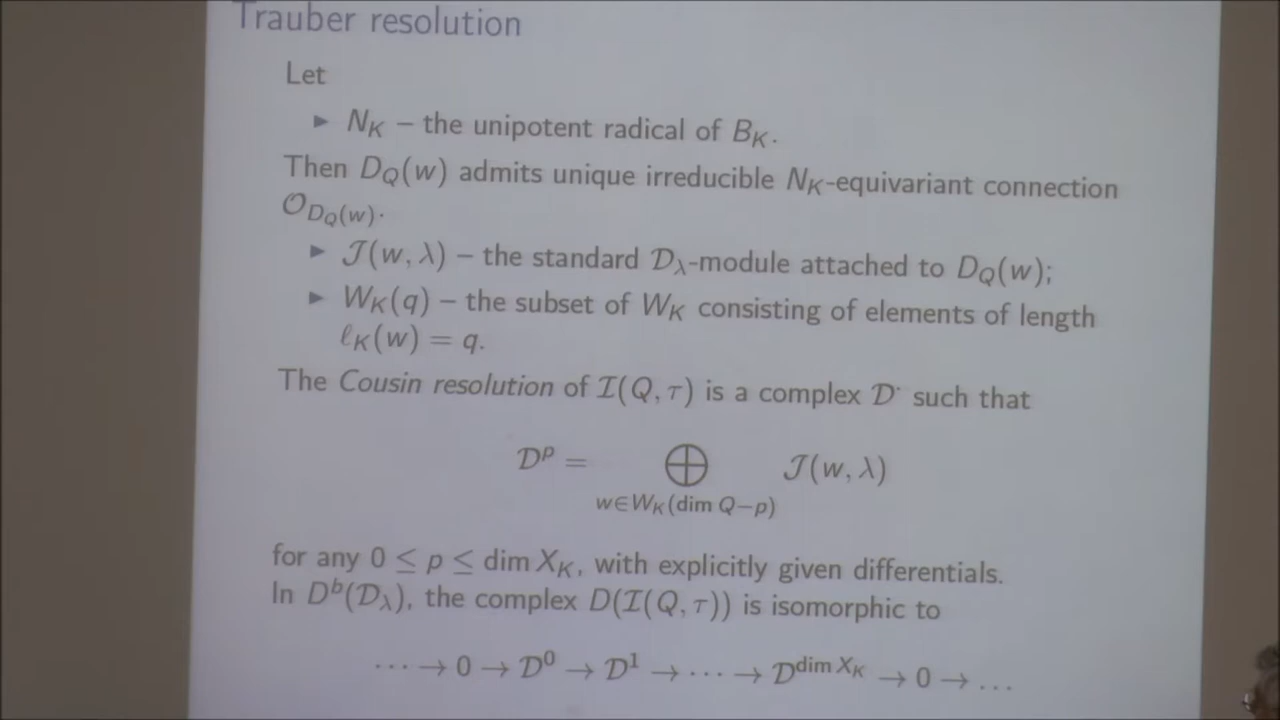 Trauber resolution
Let
▶ N_K – the unipotent radical of B_K.
Then D_Q(w) admits unique irreducible N_K-equivariant connection
𝒪_{D_Q(w)}.
▶ 𝒥(w, λ) – the standard 𝒟_λ-module attached to D_Q(w);
▶ W_K(q) – the subset of W_K consisting of elements of length
ℓ_K(w) = q.
The Cousin resolution of ℐ(Q, τ) is a complex 𝒟˙ such that
𝒟^p = ⊕_{w∈W_K(dim Q−p)} 𝒥(w, λ)
for any 0 ≤ p ≤ dim X_K, with explicitly given differentials.
In D^b(𝒟_λ), the complex D(ℐ(Q, τ)) is isomorphic to
⋯ → 0 → 𝒟^0 → 𝒟^1 → ⋯ → 𝒟^{dim X_K} → 0 → …